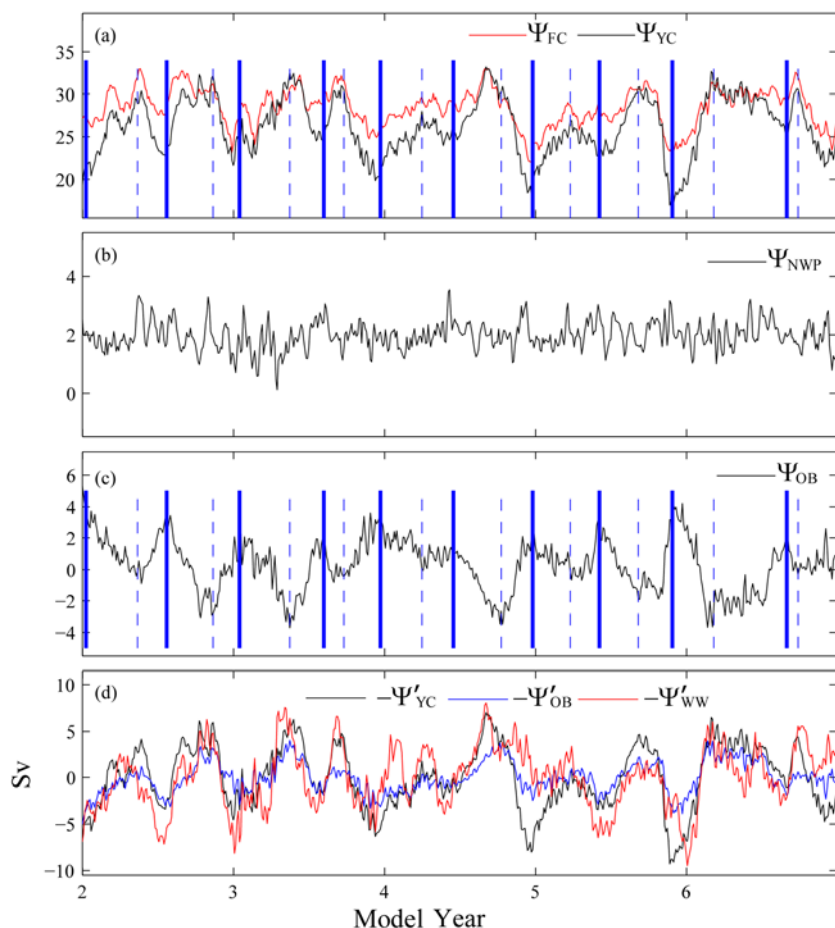 (a) Ψ_FC Ψ_YC
35
30
25
20
(b) Ψ_NWP
4
2
0
(c) Ψ_OB
6
4
2
0
−2
−4
(d) −Ψ′_YC −Ψ′_OB −Ψ′_WW
10
5
0
−5
−10
Sv
2 3 4 5 6
Model Year